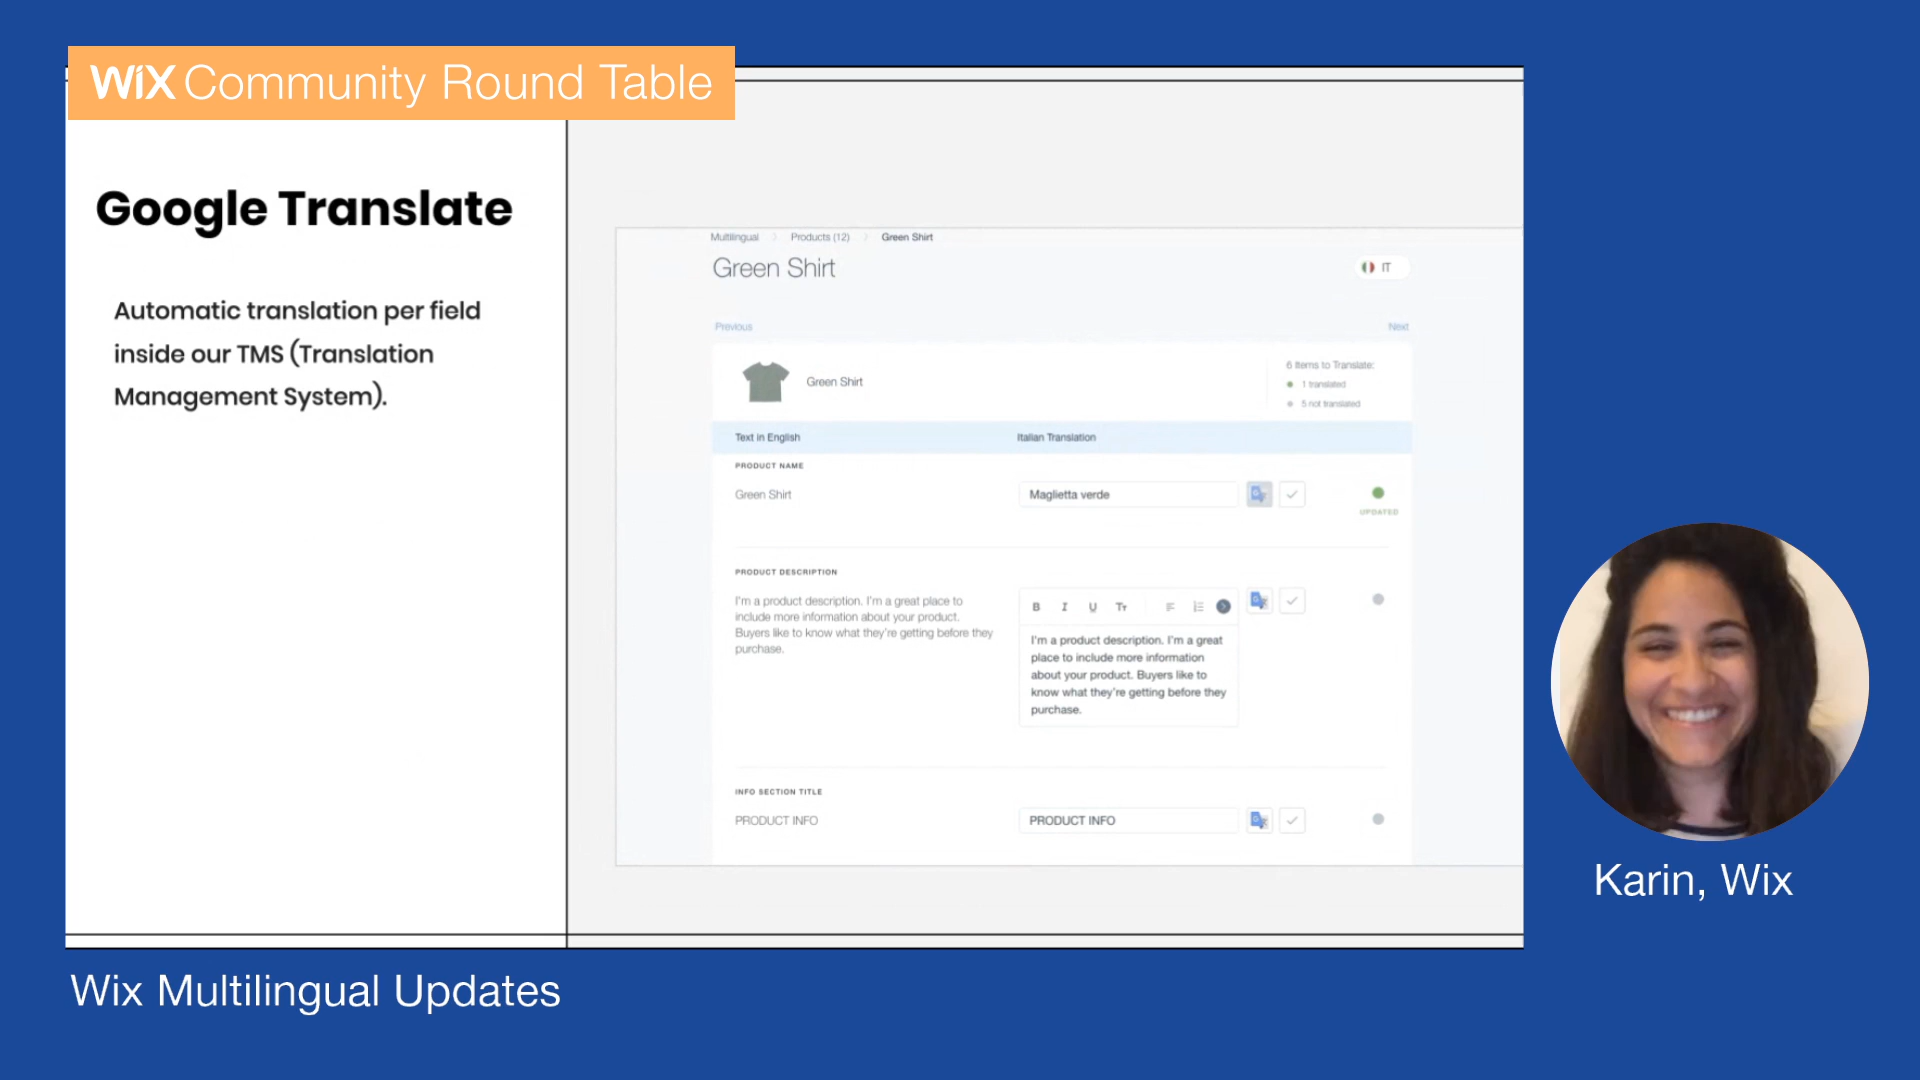 WiX Community Round Table
Google Translate
Automatic translation per field
inside our TMS (Translation
Management System).
Multilingual > Products (12) > Green Shirt
Green Shirt
IT
Previous
Next
Green Shirt
6 Items to Translate:
1 translated
5 not translated
Text in English
Italian Translation
PRODUCT NAME
Green Shirt
Maglietta verde
UPDATED
PRODUCT DESCRIPTION
I'm a product description. I'm a great place to
include more information about your product.
Buyers like to know what they're getting before they
purchase.
B I U Tт
I'm a product description. I'm a great
place to include more information
about your product. Buyers like to
know what they're getting before they
purchase.
INFO SECTION TITLE
PRODUCT INFO
PRODUCT INFO
Karin, Wix
Wix Multilingual Updates